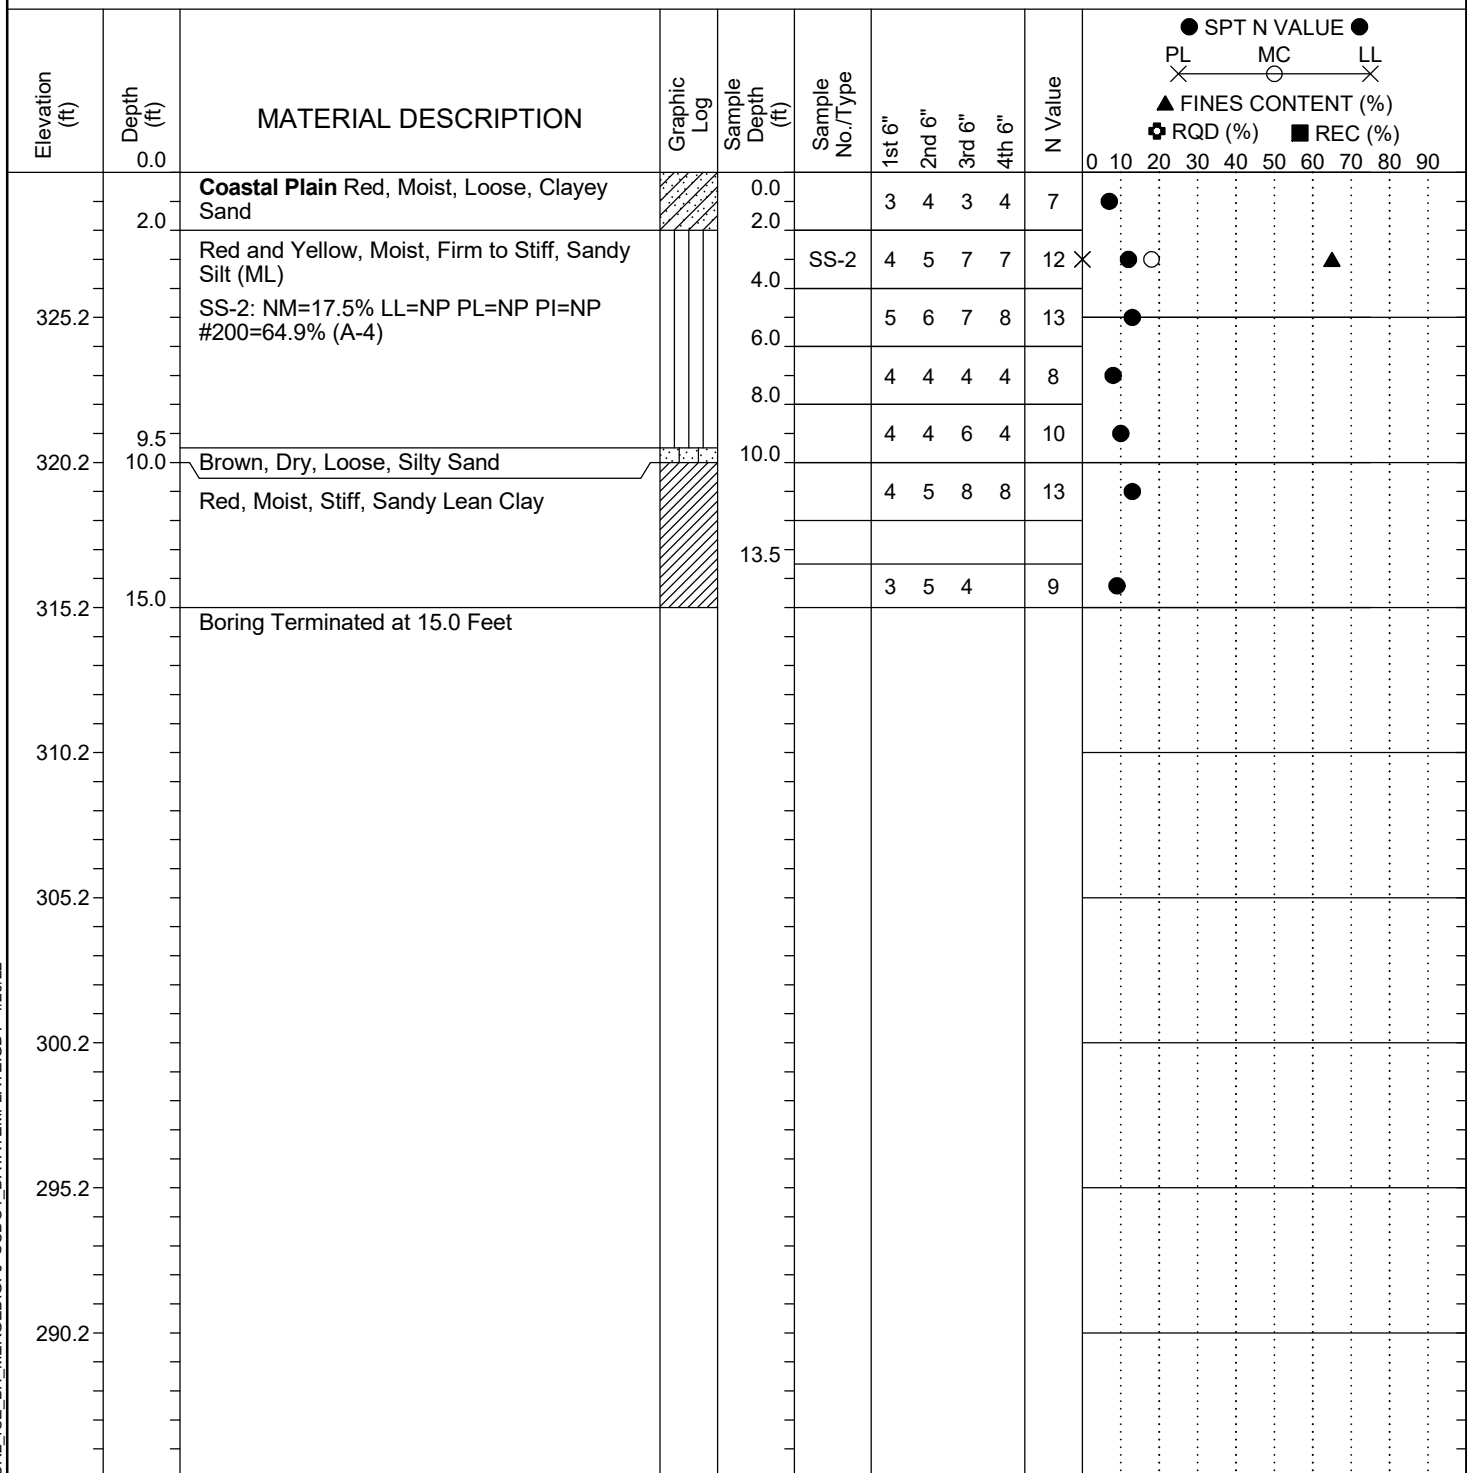 Elevation (ft)
Depth (ft)
0.0
MATERIAL DESCRIPTION
Graphic Log
Sample Depth (ft)
Sample No./Type
1st 6"
2nd 6"
3rd 6"
4th 6"
N Value
● SPT N VALUE ●
PL MC LL
▲ FINES CONTENT (%)
RQD (%) ■ REC (%)
0 10 20 30 40 50 60 70 80 90
Coastal Plain Red, Moist, Loose, Clayey
Sand
2.0
0.0
2.0
3 4 3 4 7
Red and Yellow, Moist, Firm to Stiff, Sandy
Silt (ML)
SS-2: NM=17.5% LL=NP PL=NP PI=NP
#200=64.9% (A-4)
4.0
SS-2 4 5 7 7 12
325.2
6.0
5 6 7 8 13
8.0
4 4 4 4 8
9.5
10.0
4 4 6 4 10
320.2
10.0
Brown, Dry, Loose, Silty Sand
Red, Moist, Stiff, Sandy Lean Clay
4 5 8 8 13
13.5
3 5 4 9
15.0
315.2
Boring Terminated at 15.0 Feet
310.2
305.2
300.2
295.2
290.2